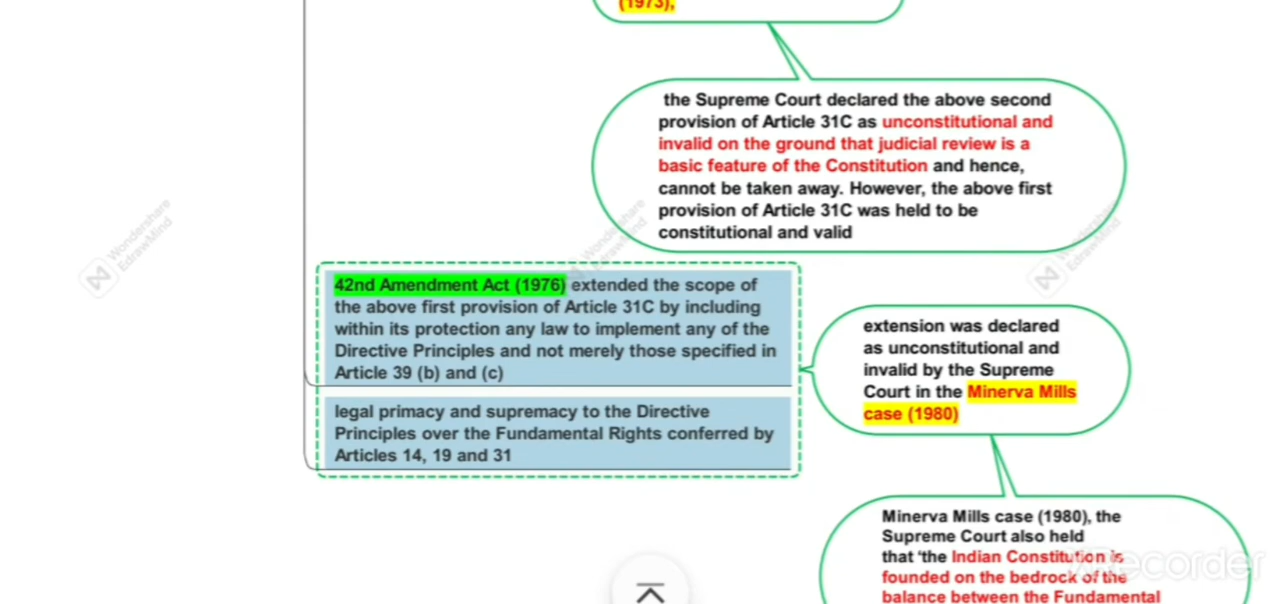 (1973),
the Supreme Court declared the above second
provision of Article 31C as unconstitutional and
invalid on the ground that judicial review is a
basic feature of the Constitution and hence,
cannot be taken away. However, the above first
provision of Article 31C was held to be
constitutional and valid
42nd Amendment Act (1976) extended the scope of
the above first provision of Article 31C by including
within its protection any law to implement any of the
Directive Principles and not merely those specified in
Article 39 (b) and (c)
legal primacy and supremacy to the Directive
Principles over the Fundamental Rights conferred by
Articles 14, 19 and 31
extension was declared
as unconstitutional and
invalid by the Supreme
Court in the Minerva Mills
case (1980)
Minerva Mills case (1980), the
Supreme Court also held
that ‘the Indian Constitution is
founded on the bedrock of the
balance between the Fundamental
Wondershare
EdrawMind
Wondershare
EdrawMind
Wondershare
EdrawMind
Recorder